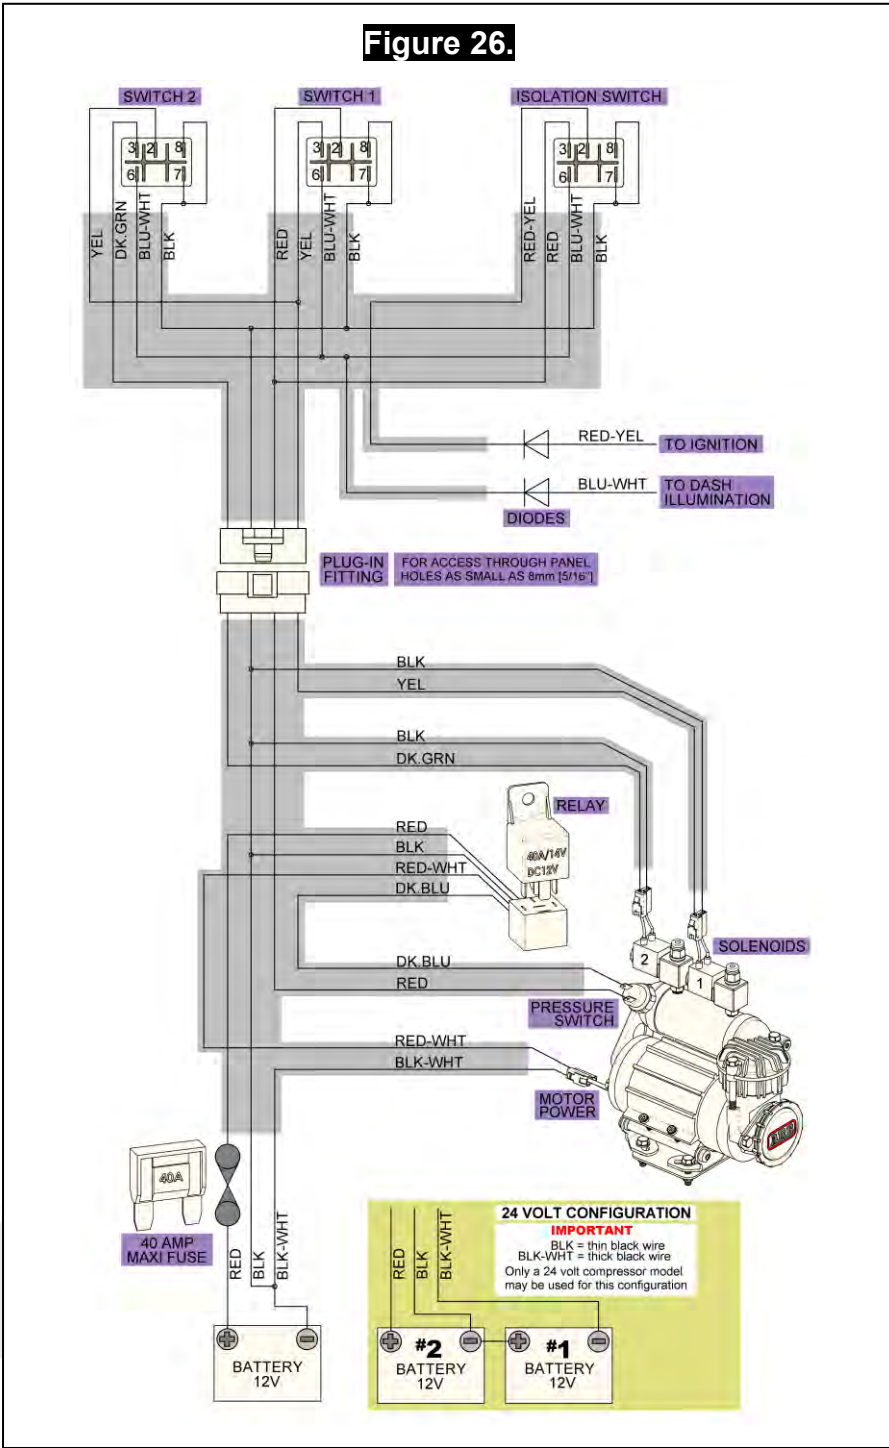 Figure 26.
SWITCH 2
SWITCH 1
ISOLATION SWITCH
3 2 8
6 7
3 2 8
6 7
3 2 8
6 7
YEL
DK.GRN
BLU-WHT
BLK
RED
YEL
BLU-WHT
BLK
RED-YEL
RED
BLU-WHT
BLK
RED-YEL
TO IGNITION
BLU-WHT
TO DASH
ILLUMINATION
DIODES
PLUG-IN
FITTING
FOR ACCESS THROUGH PANEL
HOLES AS SMALL AS 8mm [5/16"]
BLK
YEL
BLK
DK.GRN
RELAY
40A/14V
DC12V
RED
BLK
RED-WHT
DK.BLU
SOLENOIDS
2
1
DK.BLU
RED
PRESSURE
SWITCH
RED-WHT
BLK-WHT
MOTOR
POWER
ARB
40A
40 AMP
MAXI FUSE
RED
BLK
BLK-WHT
BATTERY
12V
24 VOLT CONFIGURATION
IMPORTANT
BLK = thin black wire
BLK-WHT = thick black wire
Only a 24 volt compressor model
may be used for this configuration
RED
BLK
BLK-WHT
#2
BATTERY
12V
#1
BATTERY
12V